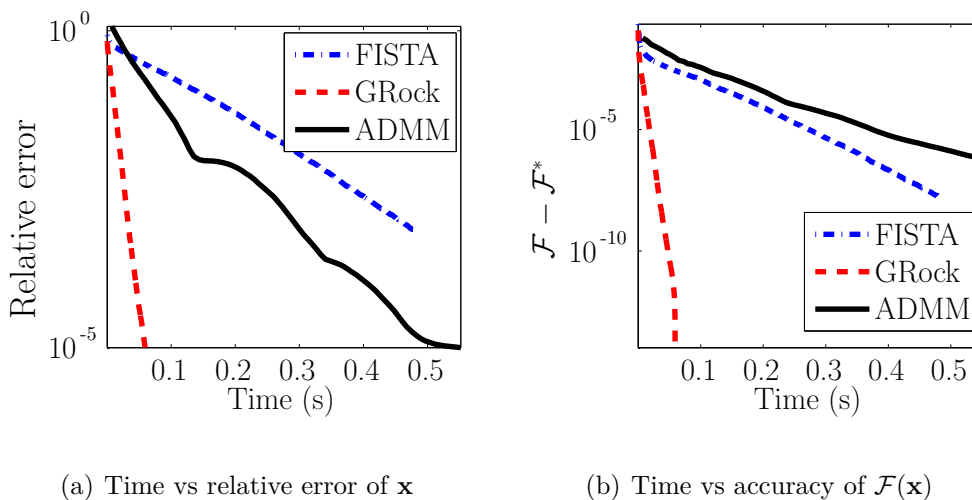 10^0
10^-5
Relative error
FISTA
GRock
ADMM
0.1 0.2 0.3 0.4 0.5
Time (s)
(a) Time vs relative error of x
10^-5
10^-10
F − F*
FISTA
GRock
ADMM
0.1 0.2 0.3 0.4 0.5
Time (s)
(b) Time vs accuracy of F(x)